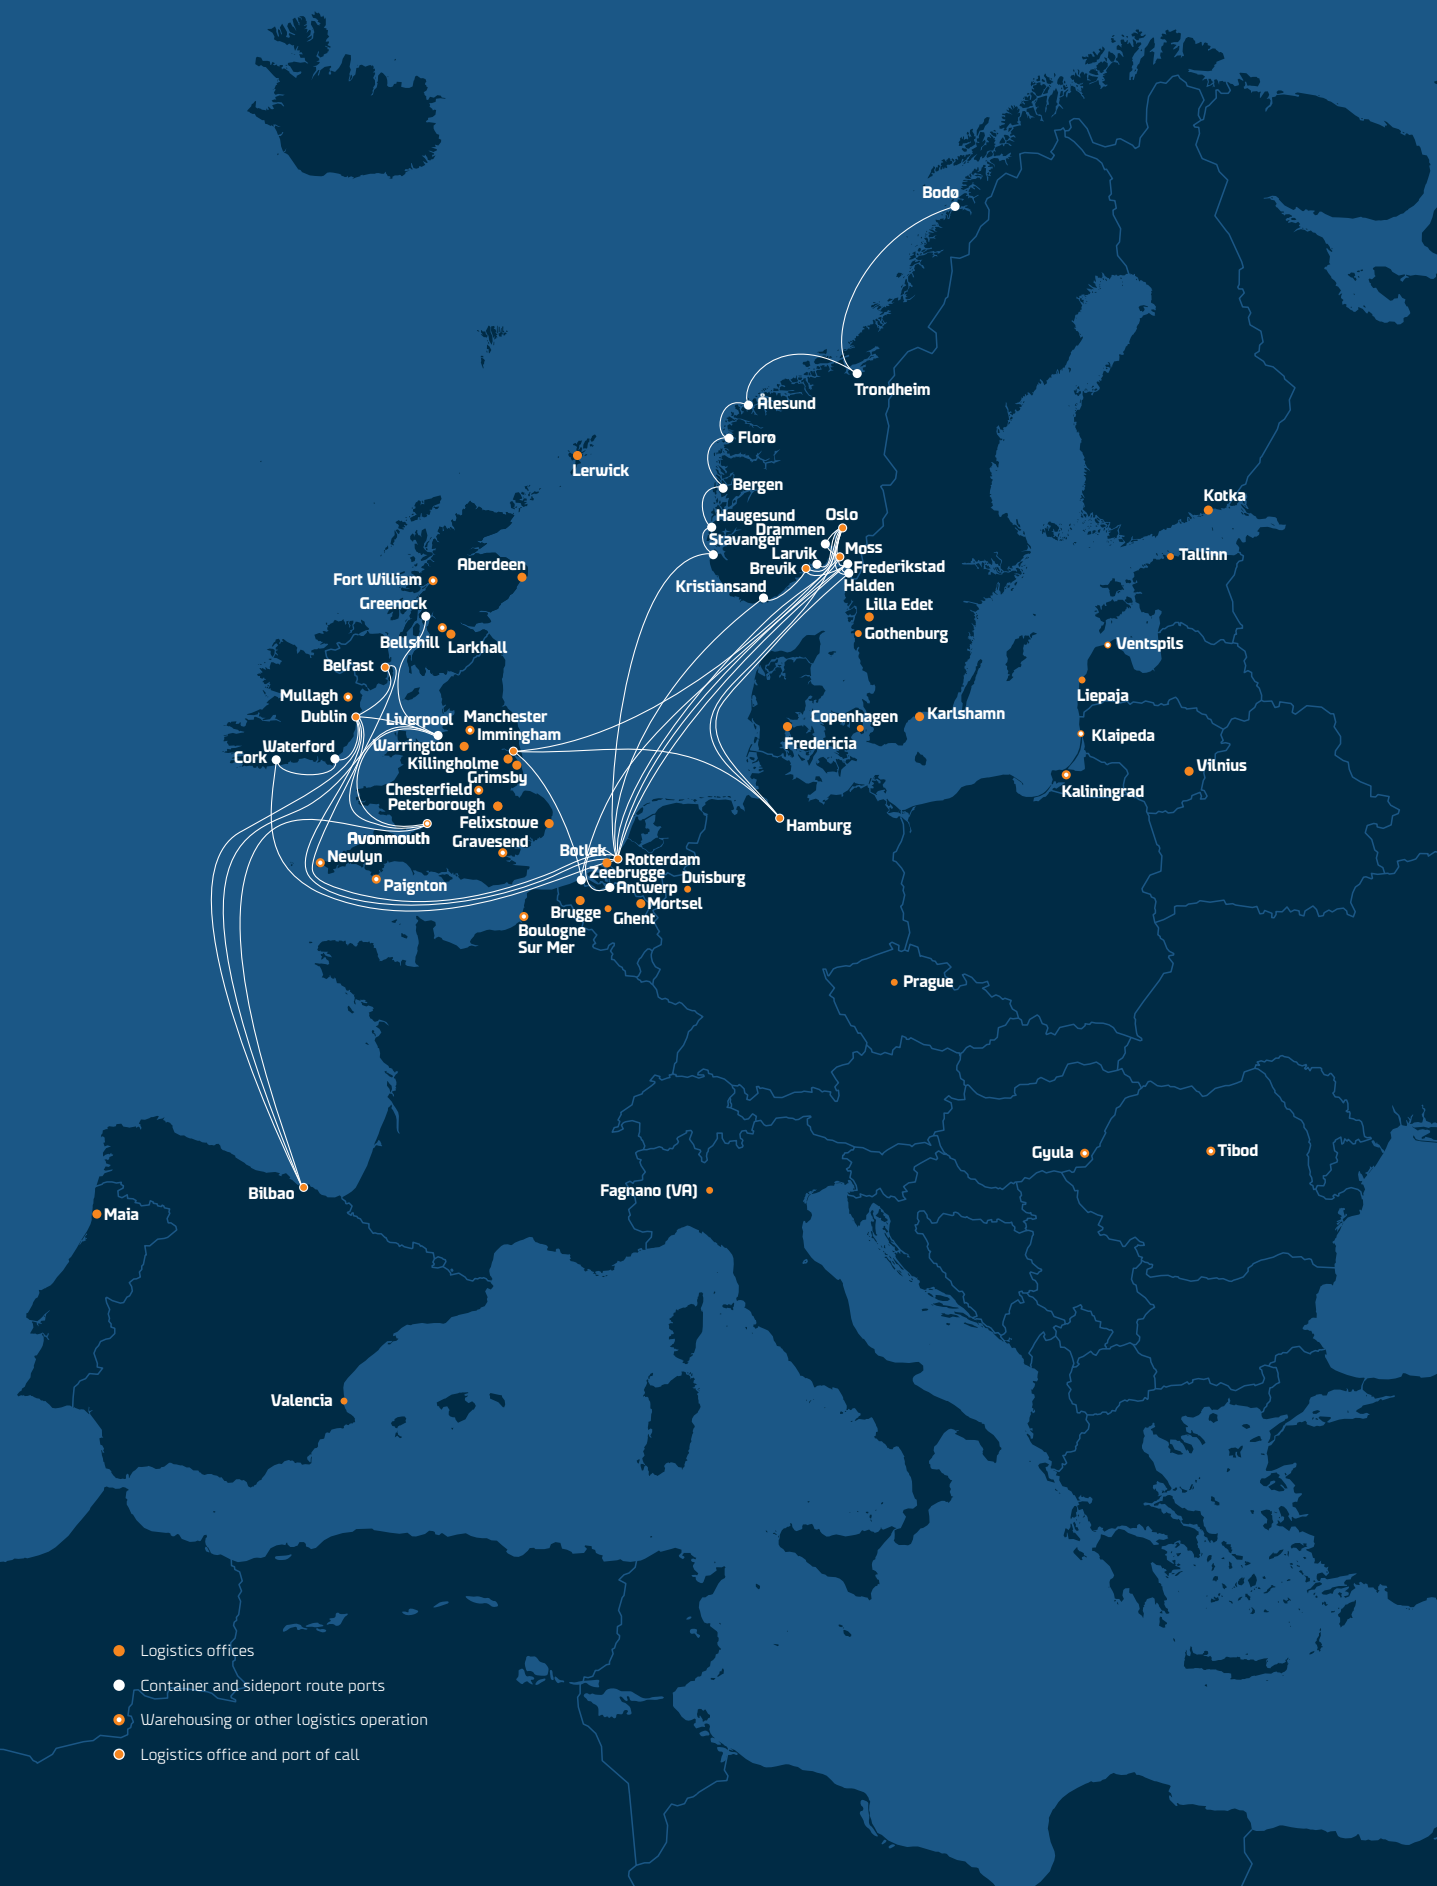 Bodø
Trondheim
Ålesund
Florø
Lerwick
Bergen
Kotka
Haugesund
Oslo
Drammen
Stavanger
Moss
Larvik
Tallinn
Aberdeen
Brevik
Frederikstad
Fort William
Kristiansand
Halden
Greenock
Lilla Edet
Gothenburg
Bellshill
Larkhall
Ventspils
Belfast
Mullagh
Liepaja
Dublin
Liverpool
Manchester
Copenhagen
Karlshamn
Immingham
Klaipeda
Waterford
Warrington
Fredericia
Cork
Killingholme
Vilnius
Grimsby
Chesterfield
Kaliningrad
Peterborough
Felixstowe
Hamburg
Avonmouth
Gravesend
Botlek
Newlyn
Rotterdam
Zeebrugge
Duisburg
Paignton
Antwerp
Mortsel
Brugge
Ghent
Boulogne
Sur Mer
Prague
Gyula
Tibod
Fagnano (VA)
Bilbao
Maia
Valencia
Logistics offices
Container and sideport route ports
Warehousing or other logistics operation
Logistics office and port of call